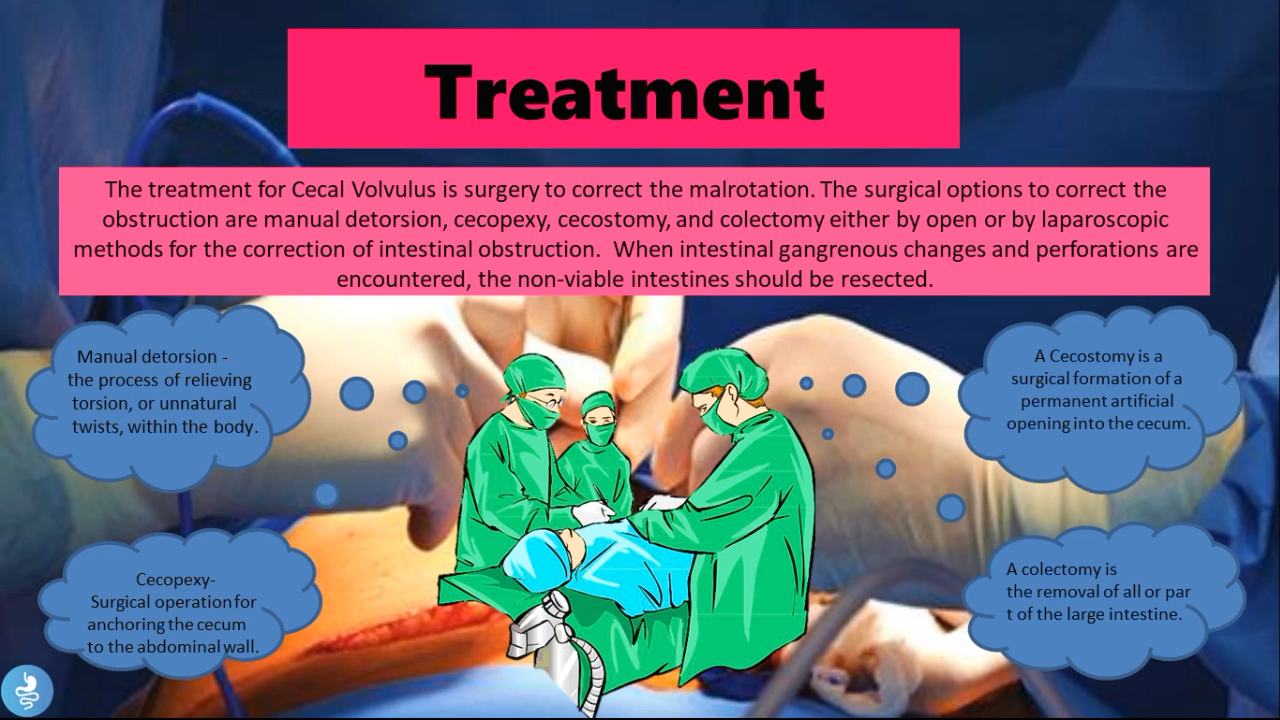 Treatment
The treatment for Cecal Volvulus is surgery to correct the malrotation. The surgical options to correct the
obstruction are manual detorsion, cecopexy, cecostomy, and colectomy either by open or by laparoscopic
methods for the correction of intestinal obstruction.  When intestinal gangrenous changes and perforations are
encountered, the non-viable intestines should be resected.
Manual detorsion -
the process of relieving
torsion, or unnatural
twists, within the body.
A Cecostomy is a
surgical formation of a
permanent artificial
opening into the cecum.
Cecopexy-
Surgical operation for
anchoring the cecum
to the abdominal wall.
A colectomy is
the removal of all or par
t of the large intestine.